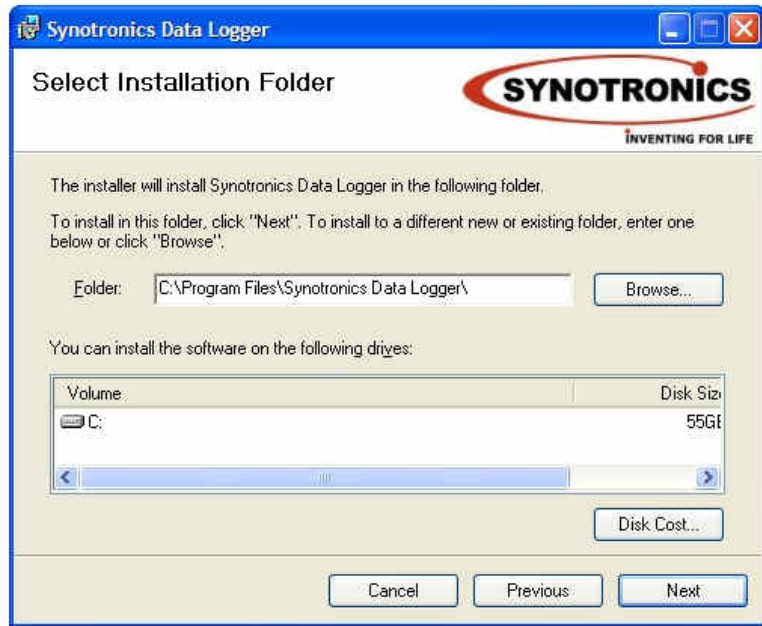 Synotronics Data Logger
Select Installation Folder
SYNOTRONICS
INVENTING FOR LIFE
The installer will install Synotronics Data Logger in the following folder.
To install in this folder, click "Next". To install to a different new or existing folder, enter one
below or click "Browse".
Folder: C:\Program Files\Synotronics Data Logger\ Browse...
You can install the software on the following drives:
Volume Disk Siz
C: 55G
Disk Cost...
Cancel Previous Next